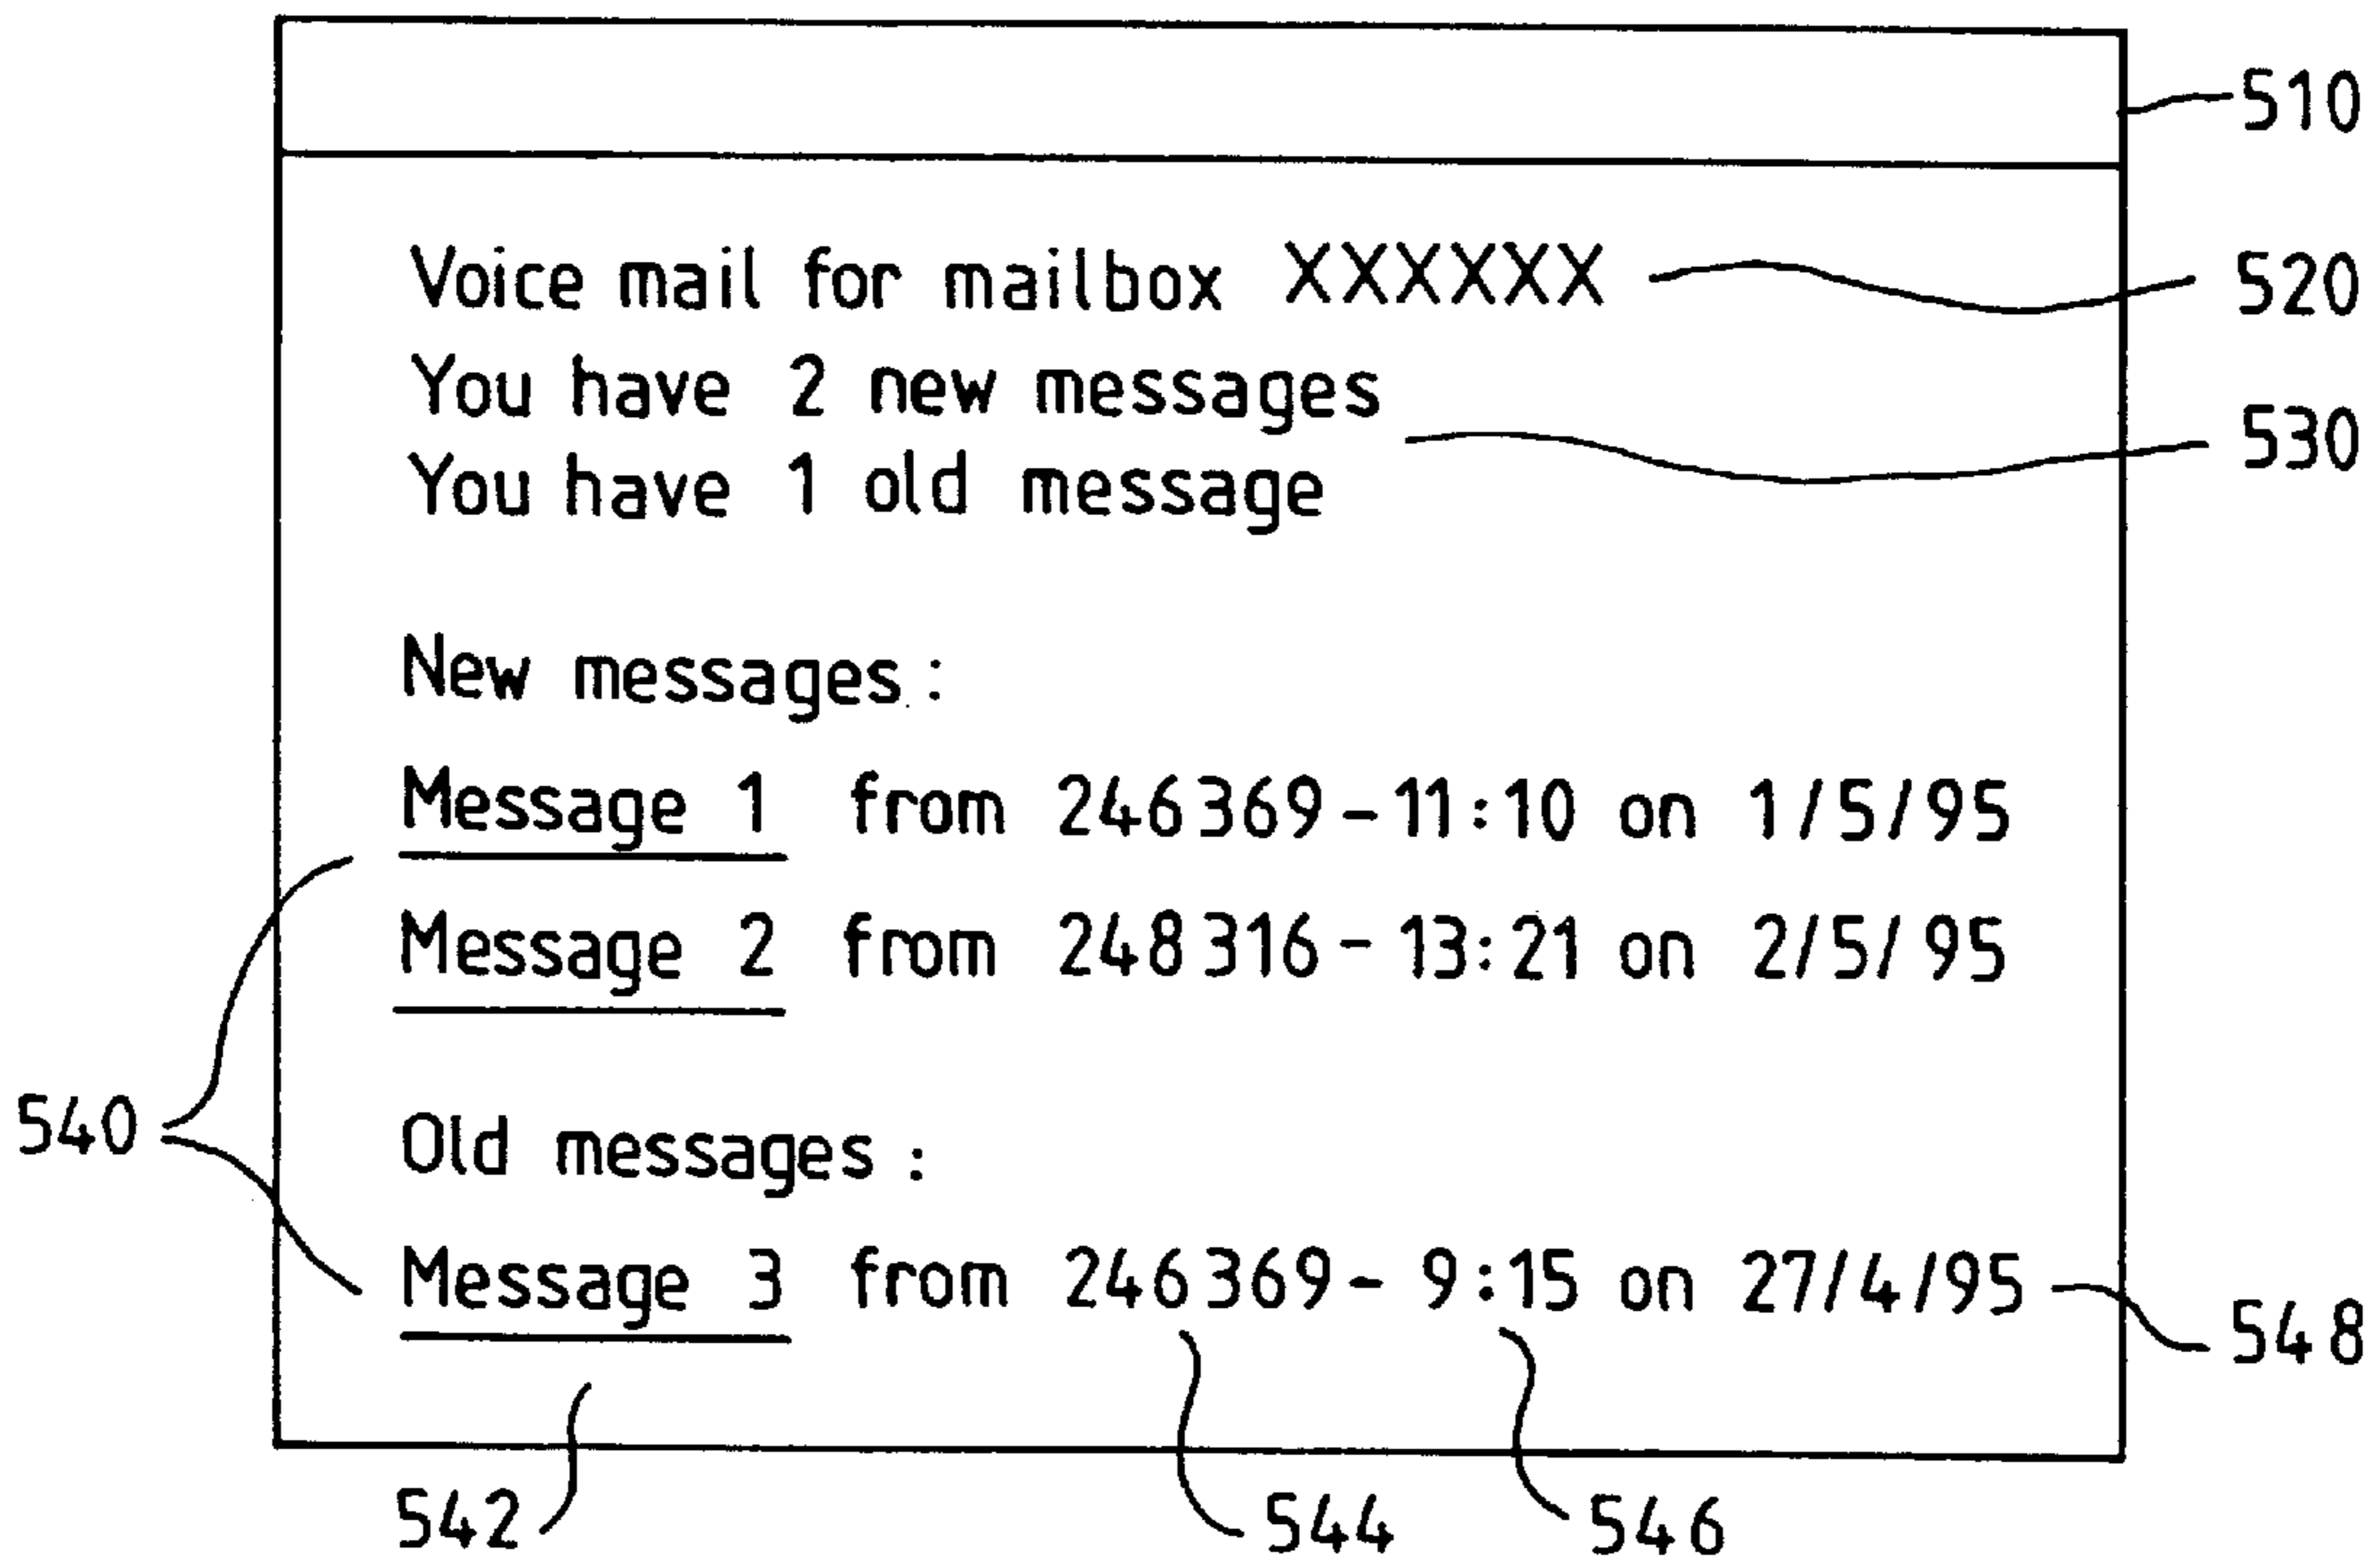 510
Voice mail for mailbox XXXXXX
520
You have 2 new messages
530
You have 1 old message
New messages:
Message 1 from 246369-11:10 on 1/5/95
Message 2 from 248316-13:21 on 2/5/95
540
Old messages:
Message 3 from 246369-9:15 on 27/4/95
548
542
544
546